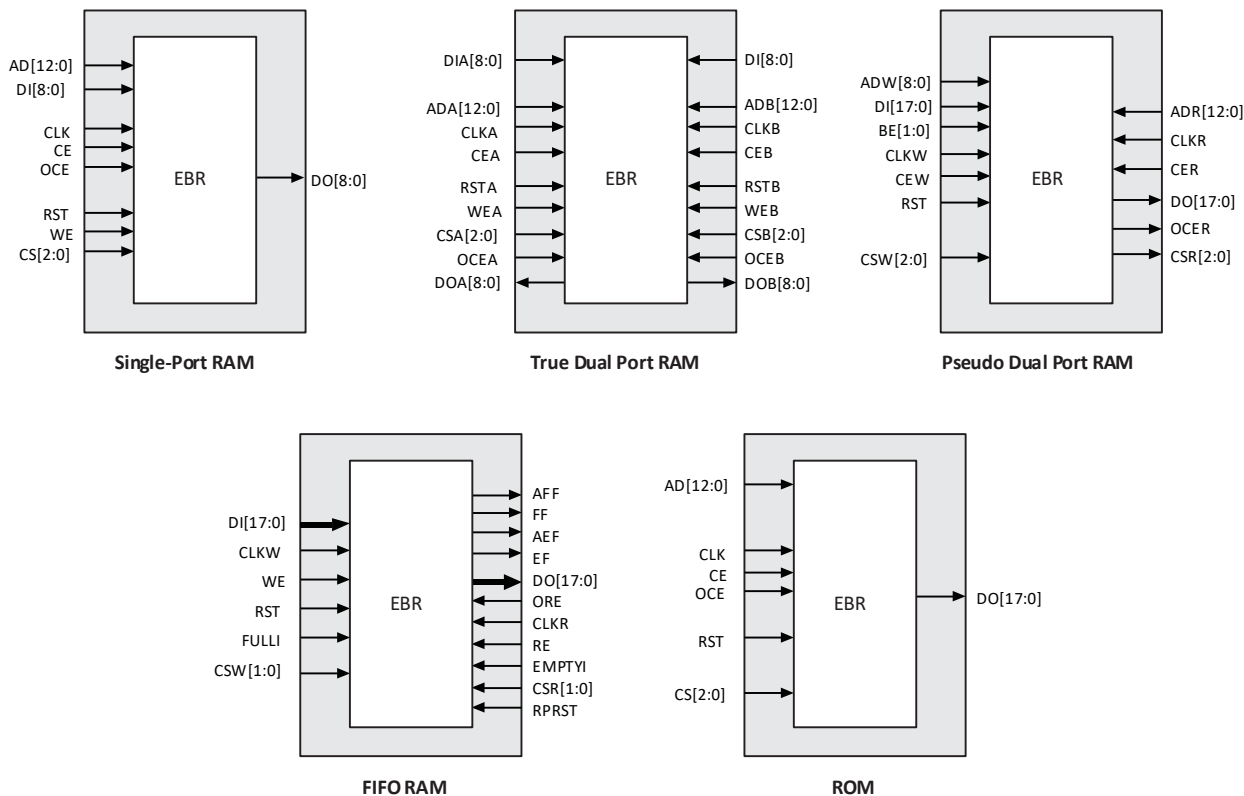 AD[12:0]
DI[8:0]
CLK
CE
OCE
RST
WE
CS[2:0]
EBR
DO[8:0]
Single-Port RAM
DIA[8:0]
ADA[12:0]
CLKA
CEA
RSTA
WEA
CSA[2:0]
OCEA
DOA[8:0]
EBR
DI[8:0]
ADB[12:0]
CLKB
CEB
RSTB
WEB
CSB[2:0]
OCEB
DOB[8:0]
True Dual Port RAM
ADW[8:0]
DI[17:0]
BE[1:0]
CLKW
CEW
RST
CSW[2:0]
EBR
ADR[12:0]
CLKR
CER
DO[17:0]
OCER
CSR[2:0]
Pseudo Dual Port RAM
DI[17:0]
CLKW
WE
RST
FULLI
CSW[1:0]
EBR
AFF
FF
AEF
EF
DO[17:0]
ORE
CLKR
RE
EMPTYI
CSR[1:0]
RPRST
FIFO RAM
AD[12:0]
CLK
CE
OCE
RST
CS[2:0]
EBR
DO[17:0]
ROM